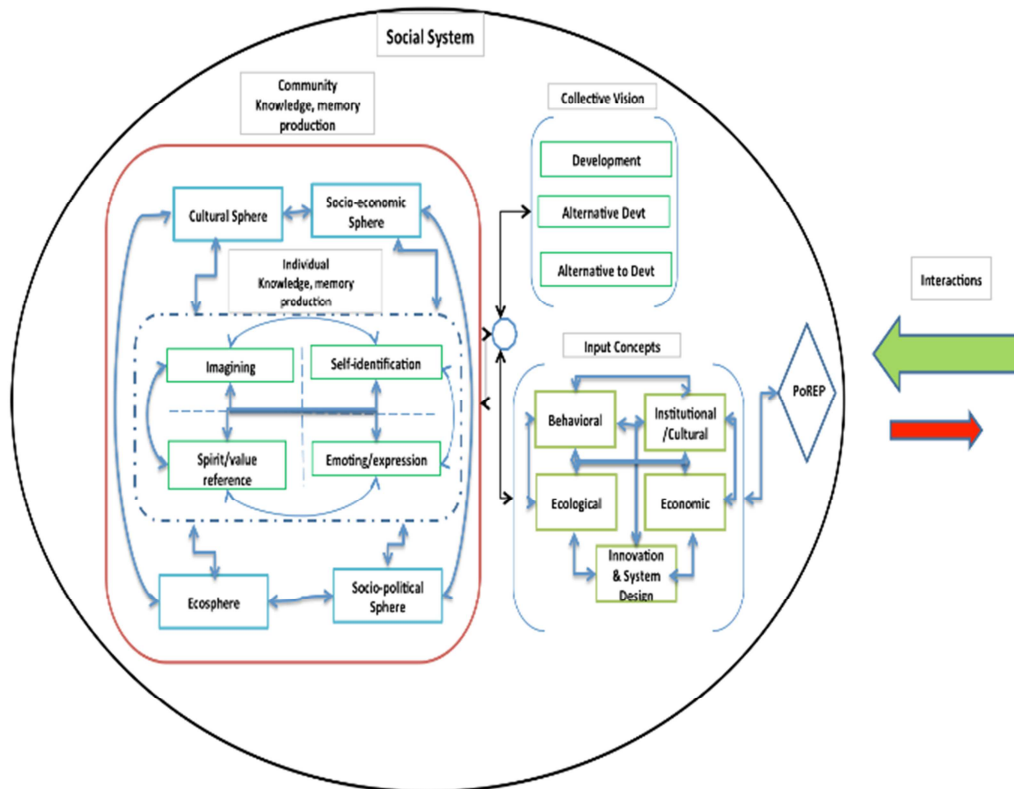 Social System
Community
Knowledge, memory
production
Collective Vision
Development
Alternative Devt
Alternative to Devt
Cultural Sphere
Socio-economic
Sphere
Individual
Knowledge, memory
production
Imagining
Self-identification
Spirit/value
reference
Emoting/expression
Ecosphere
Socio-political
Sphere
Input Concepts
Behavioral
Institutional
/Cultural
Ecological
Economic
Innovation
& System
Design
PoREP
Interactions